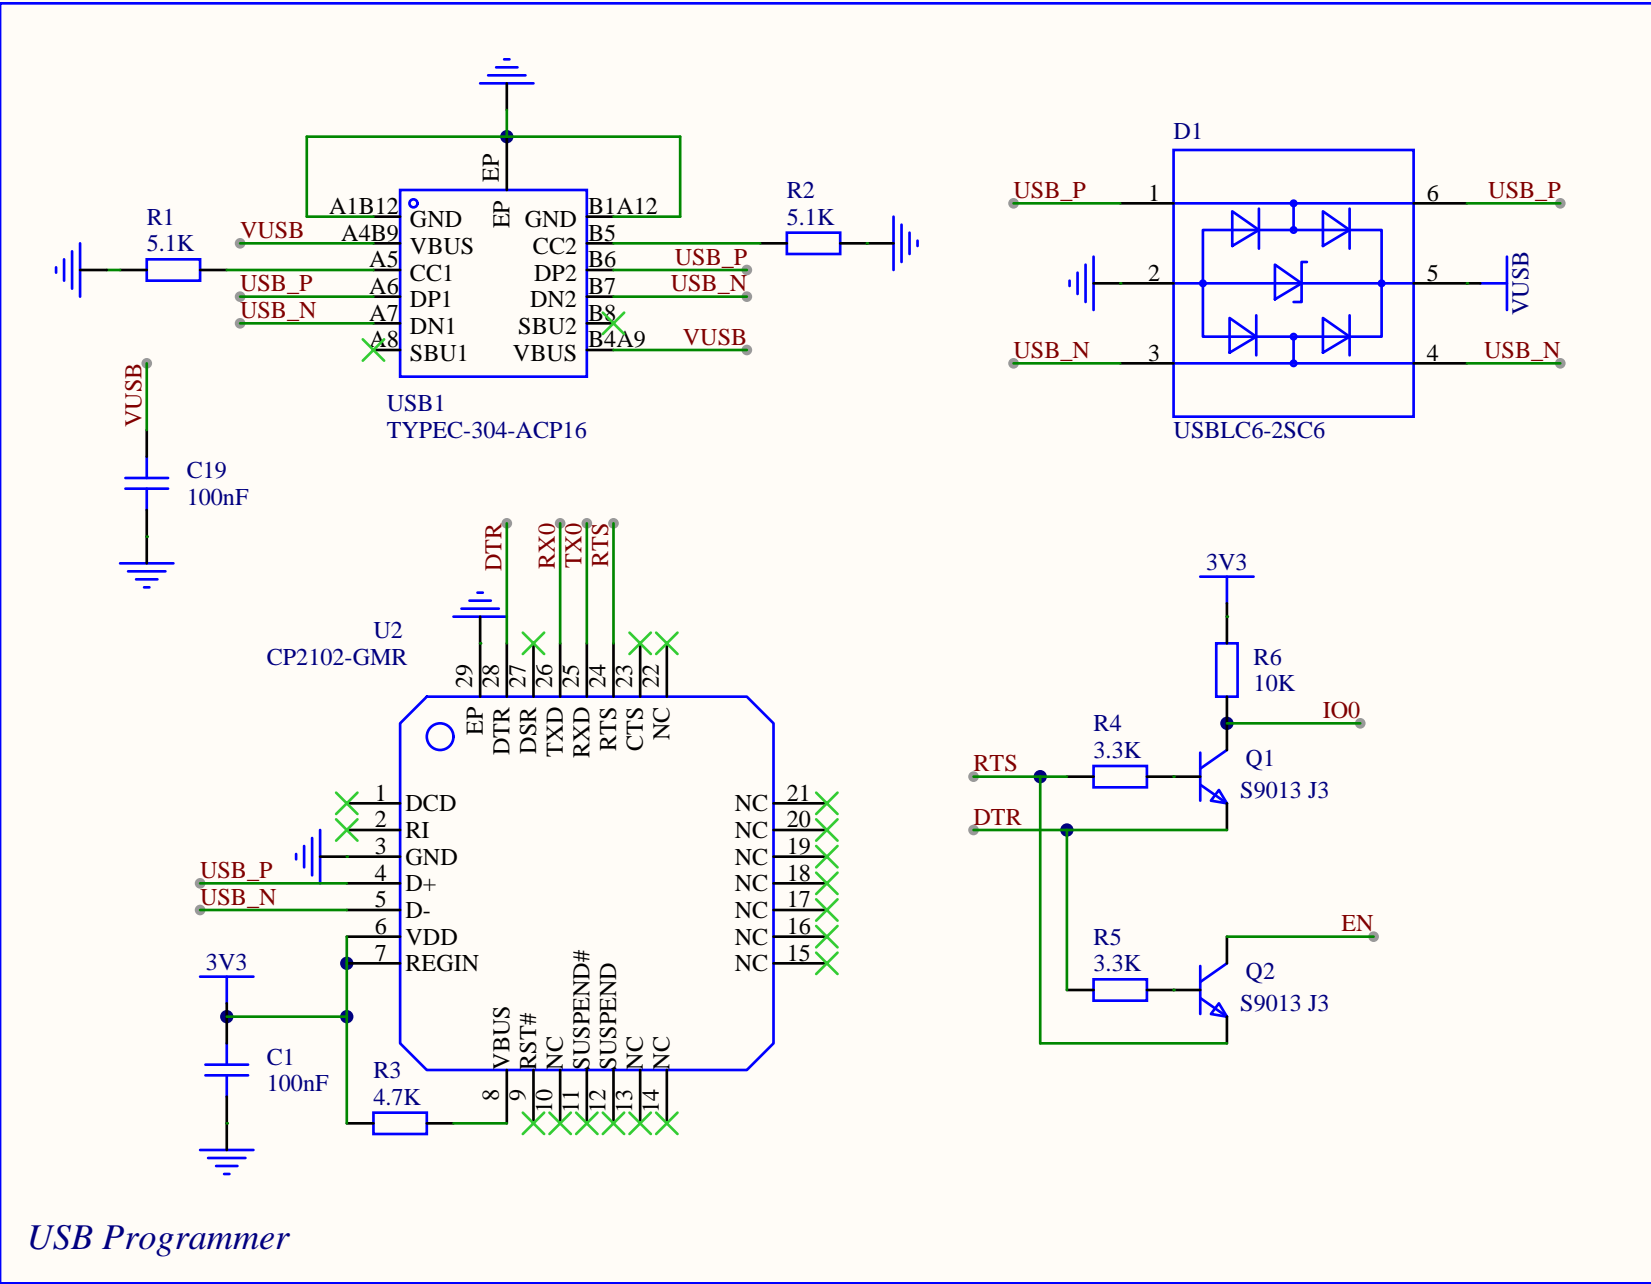 EP
A1B12
GND
EP
GND
B1A12
VUSB
A4B9
VBUS
CC2
B5
R2
5.1K
R1
5.1K
A5
CC1
DP2
B6
USB_P
USB_P
A6
DP1
DN2
B7
USB_N
USB_N
A7
DN1
SBU2
B8
A8
SBU1
VBUS
B4A9
VUSB
USB1
TYPEC-304-ACP16
D1
USB_P
1
6
USB_P
2
5
VUSB
USB_N
3
4
USB_N
USBLC6-2SC6
VUSB
C19
100nF
DTR
RX0
TX0
RTS
U2
CP2102-GMR
29
28
27
26
25
24
23
22
EP
DTR
DSR
TXD
RXD
RTS
CTS
NC
1
DCD
2
RI
3
GND
USB_P
4
D+
USB_N
5
D-
6
VDD
7
REGIN
NC
21
NC
20
NC
19
NC
18
NC
17
NC
16
NC
15
VBUS
RST#
NC
SUSPEND#
SUSPEND
NC
NC
8
9
10
11
12
13
14
3V3
C1
100nF
R3
4.7K
3V3
R6
10K
IO0
R4
3.3K
RTS
Q1
S9013 J3
DTR
EN
R5
3.3K
Q2
S9013 J3
USB Programmer